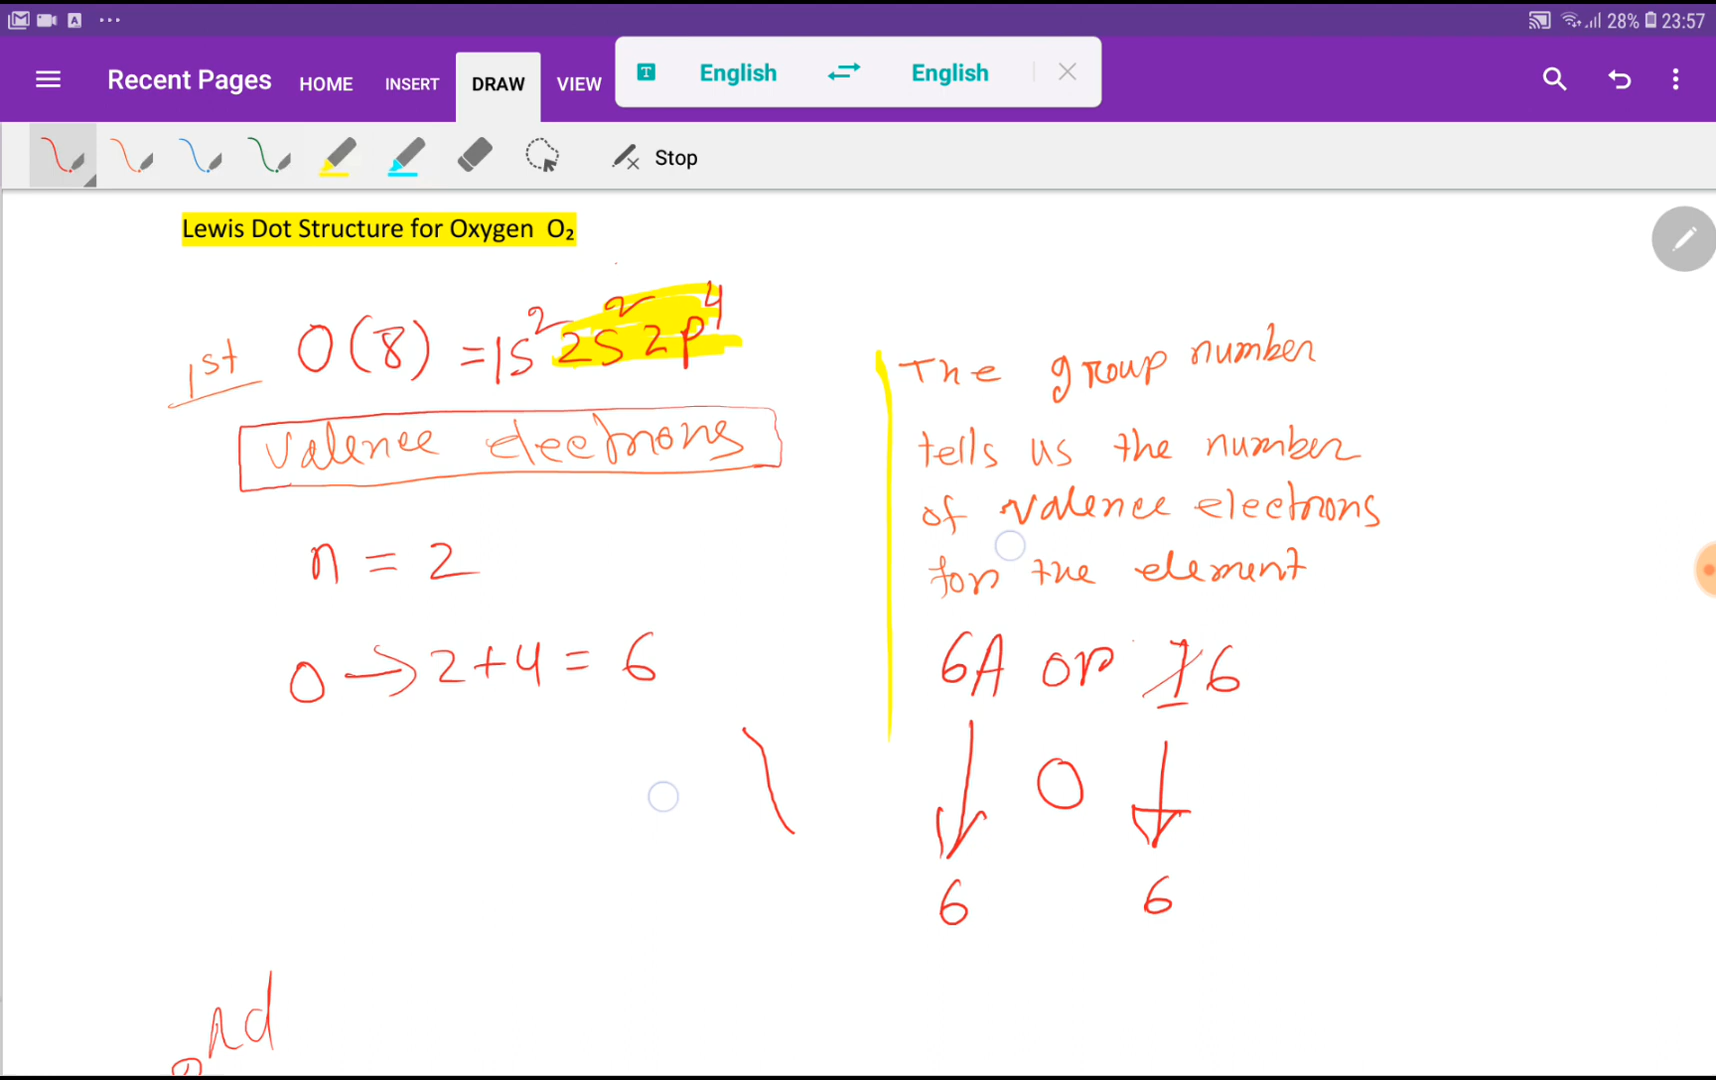 28% 23:57
Recent Pages HOME INSERT DRAW VIEW
English English
Stop
Lewis Dot Structure for Oxygen O₂
1st O(8) = 1s² 2s² 2p⁴
valence electrons
n = 2
O → 2+4 = 6
The group number
tells us the number
of valence electrons
for the element
6A or 16
O
6 6
2nd